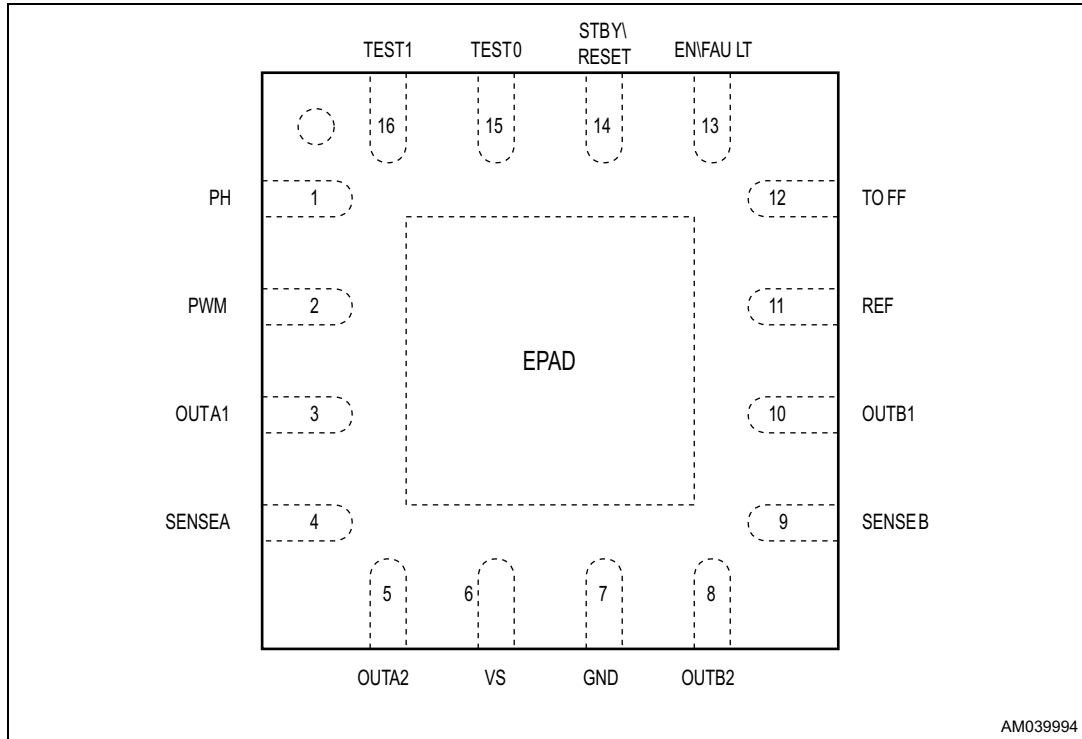 STBY\
RESET
TEST1 TEST0 EN\FAULT
16 15 14 13
PH 1 12 TOFF
PWM 2 11 REF
EPAD
OUTA1 3 10 OUTB1
SENSEA 4 9 SENSEB
5 6 7 8
OUTA2 VS GND OUTB2
AM039994